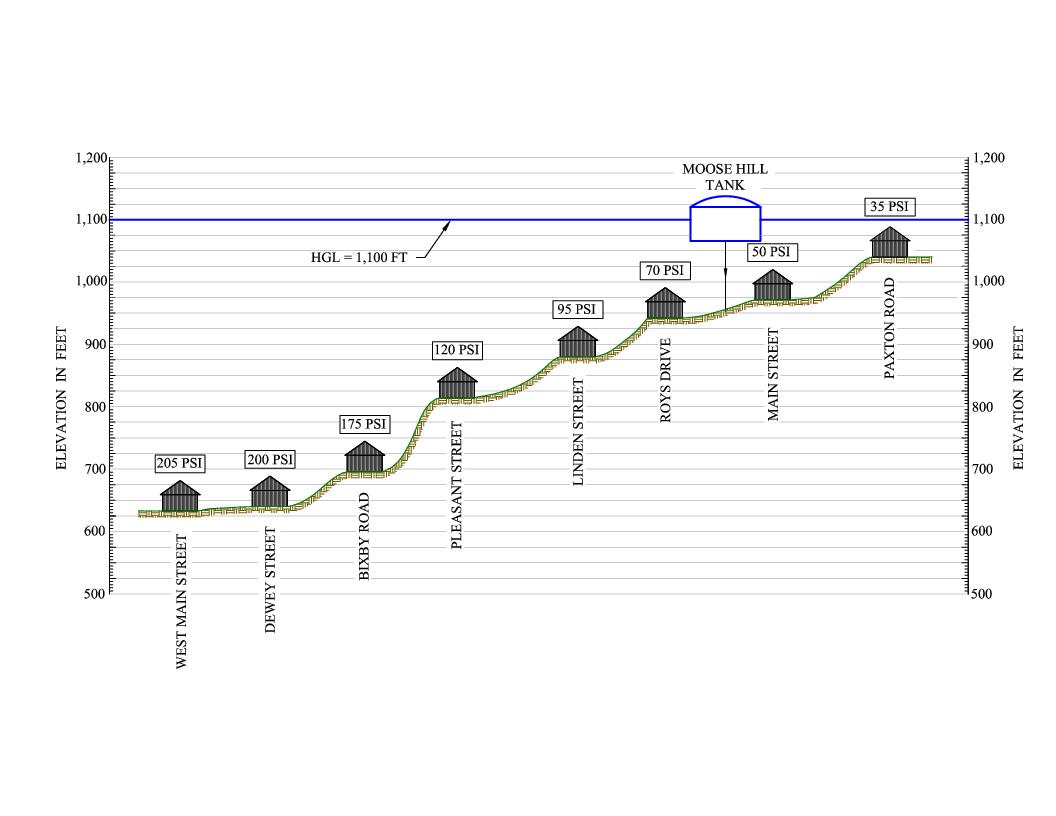 1,200
1,200
MOOSE HILL
TANK
35 PSI
1,100
1,100
HGL = 1,100 FT
50 PSI
70 PSI
1,000
1,000
95 PSI
900
900
120 PSI
800
800
175 PSI
205 PSI
200 PSI
700
700
600
600
500
500
ELEVATION IN FEET
WEST MAIN STREET
DEWEY STREET
BIXBY ROAD
PLEASANT STREET
LINDEN STREET
ROYS DRIVE
MAIN STREET
PAXTON ROAD
ELEVATION IN FEET